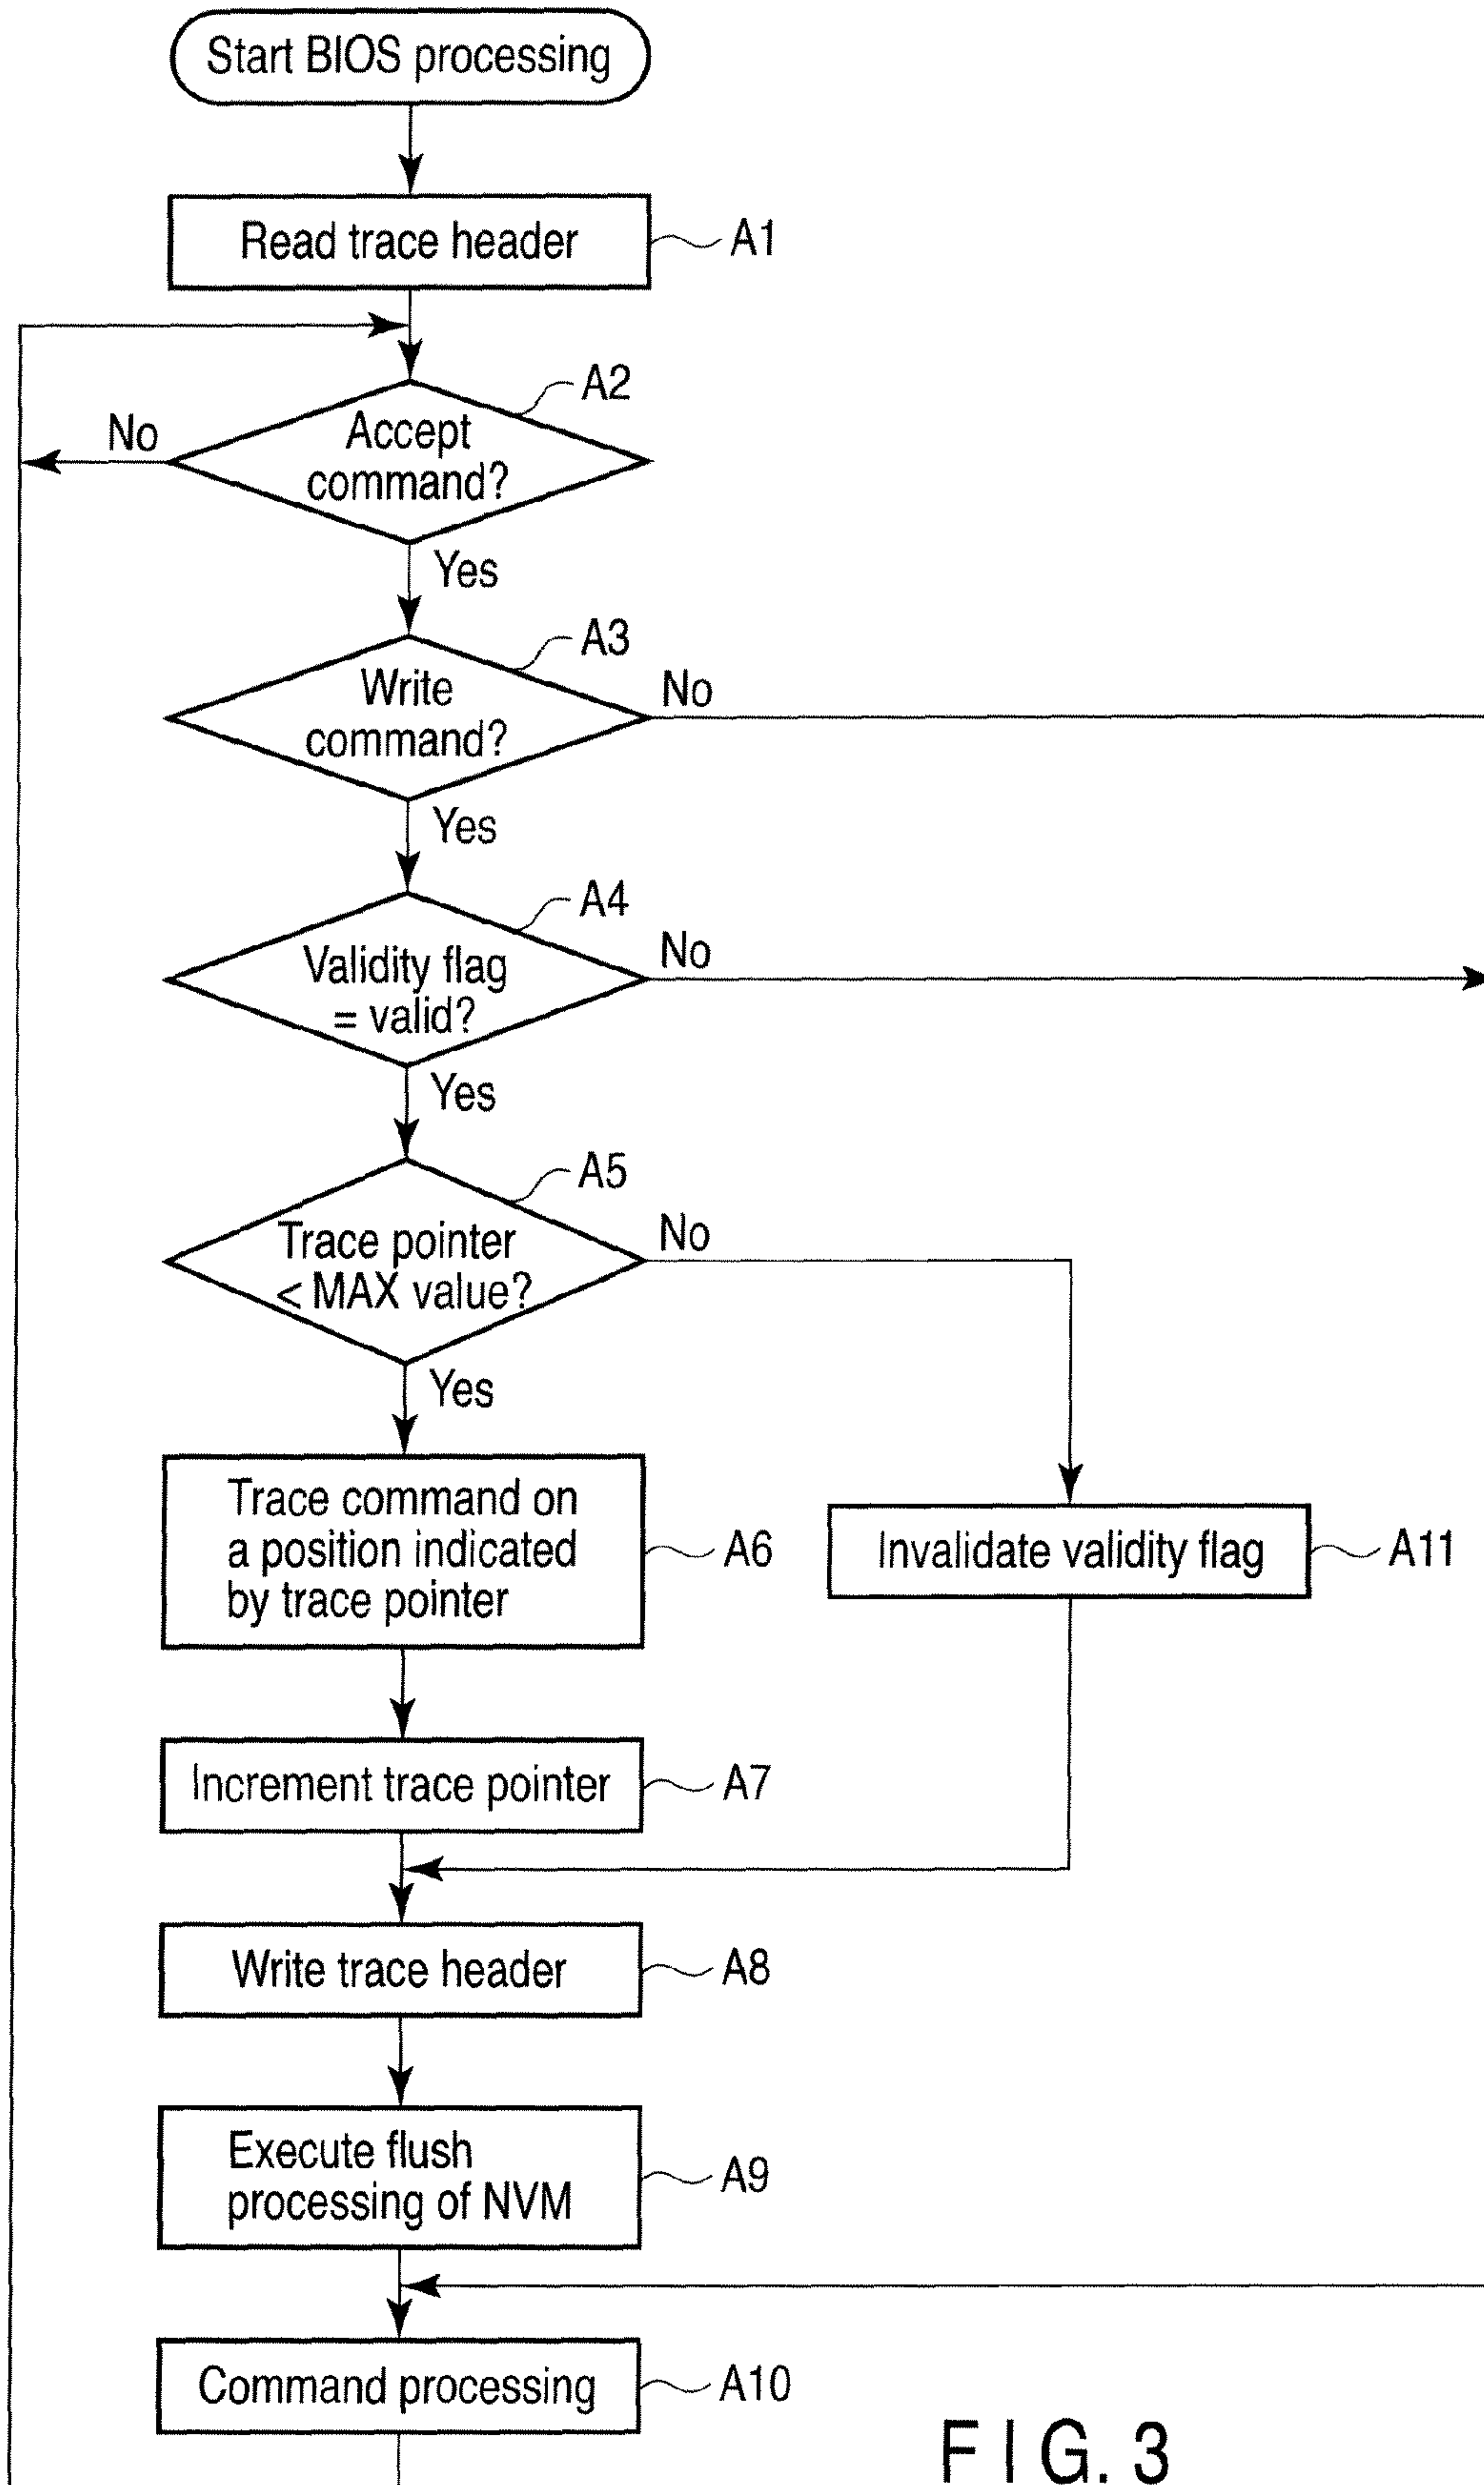 Start BIOS processing
Read trace header
A1
A2
No
Accept
command?
Yes
A3
Write
command?
No
Yes
A4
Validity flag
= valid?
No
Yes
A5
Trace pointer
< MAX value?
No
Yes
Trace command on
a position indicated
by trace pointer
A6
Invalidate validity flag
A11
Increment trace pointer
A7
Write trace header
A8
Execute flush
processing of NVM
A9
Command processing
A10
FIG. 3